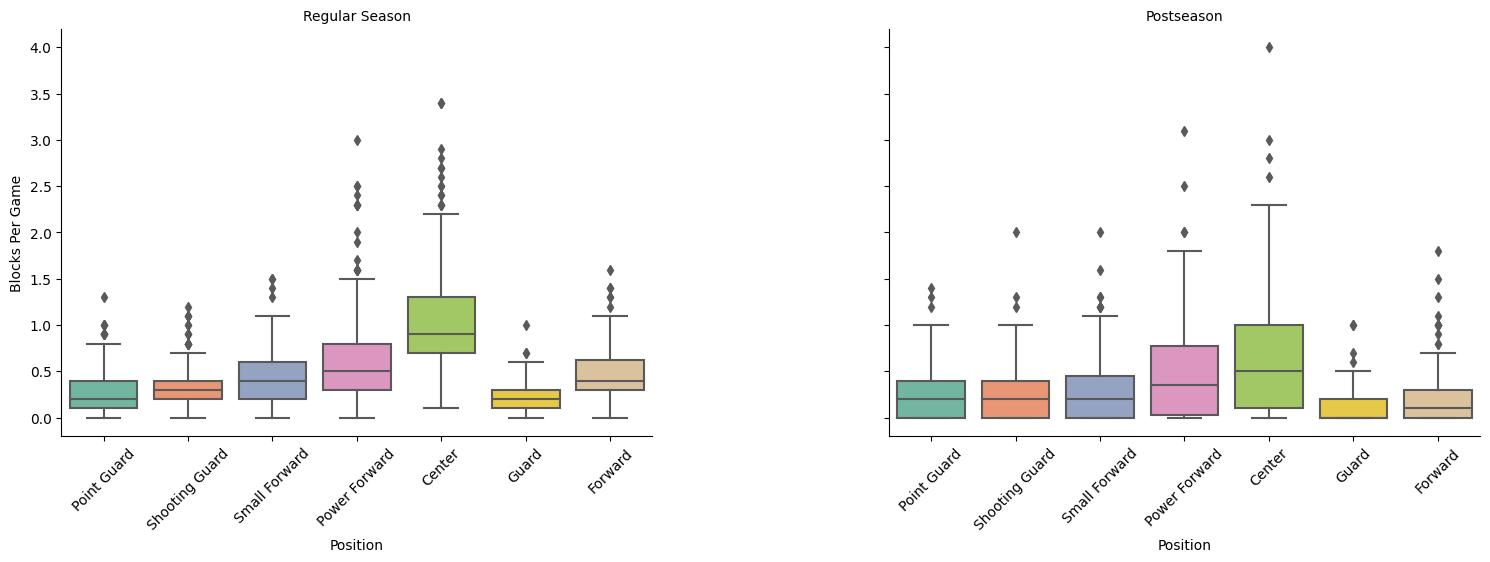 Regular Season
Postseason
Blocks Per Game
4.0
3.5
3.0
2.5
2.0
1.5
1.0
0.5
0.0
Point Guard
Shooting Guard
Small Forward
Power Forward
Center
Guard
Forward
Position
Point Guard
Shooting Guard
Small Forward
Power Forward
Center
Guard
Forward
Position